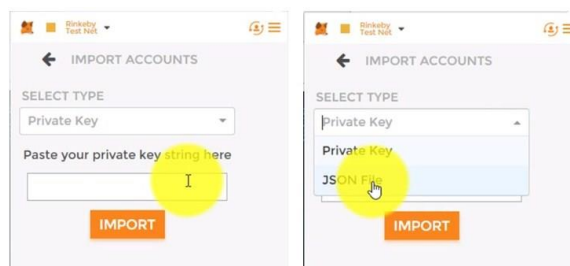 Rinkeby
Test Net
IMPORT ACCOUNTS
SELECT TYPE
Private Key
Paste your private key string here
IMPORT
Rinkeby
Test Net
IMPORT ACCOUNTS
SELECT TYPE
Private Key
Private Key
JSON File
IMPORT